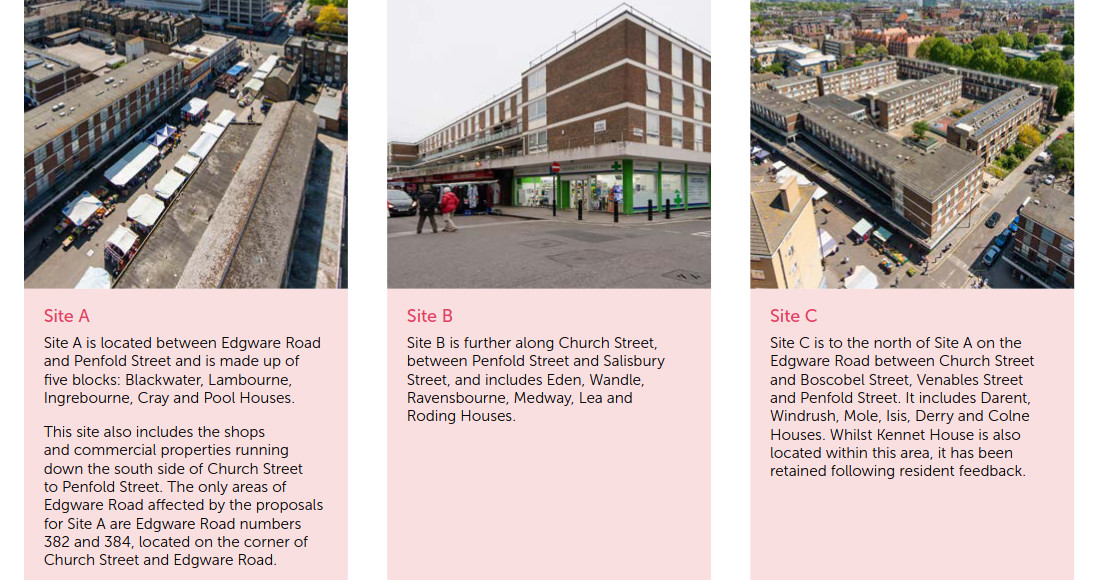 Site A
Site A is located between Edgware Road
and Penfold Street and is made up of
five blocks: Blackwater, Lambourne,
Ingrebourne, Cray and Pool Houses.
This site also includes the shops
and commercial properties running
down the south side of Church Street
to Penfold Street. The only areas of
Edgware Road affected by the proposals
for Site A are Edgware Road numbers
382 and 384, located on the corner of
Church Street and Edgware Road.
Site B
Site B is further along Church Street,
between Penfold Street and Salisbury
Street, and includes Eden, Wandle,
Ravensbourne, Medway, Lea and
Roding Houses.
Site C
Site C is to the north of Site A on the
Edgware Road between Church Street
and Boscobel Street, Venables Street
and Penfold Street. It includes Darent,
Windrush, Mole, Isis, Derry and Colne
Houses. Whilst Kennet House is also
located within this area, it has been
retained following resident feedback.